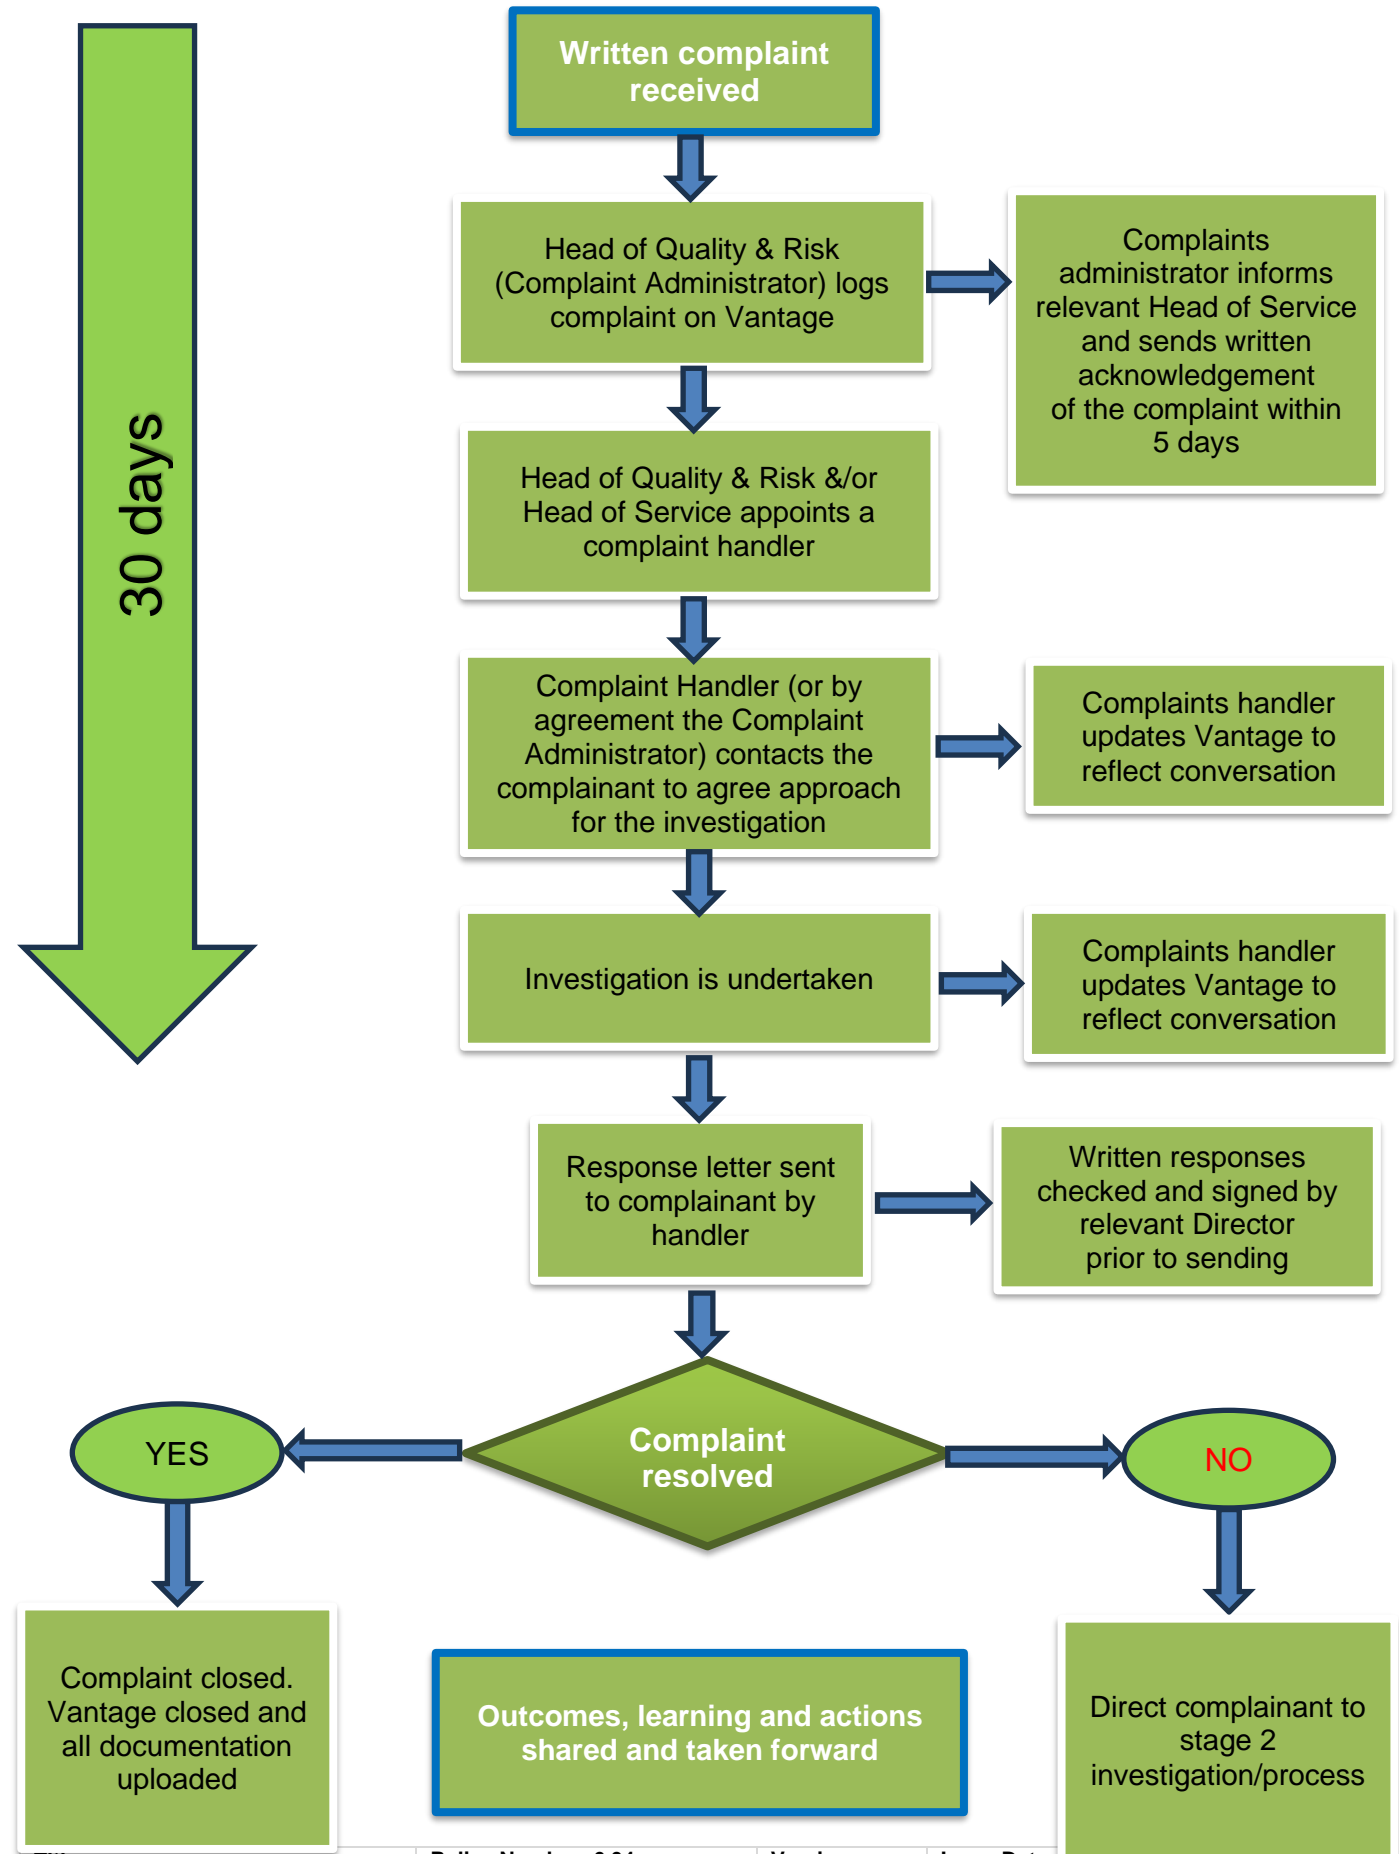 Written complaint
received
Head of Quality & Risk
(Complaint Administrator) logs
complaint on Vantage
Complaints
administrator informs
relevant Head of Service
and sends written
acknowledgement
of the complaint within
5 days
30 days
Head of Quality & Risk &/or
Head of Service appoints a
complaint handler
Complaint Handler (or by
agreement the Complaint
Administrator) contacts the
complainant to agree approach
for the investigation
Complaints handler
updates Vantage to
reflect conversation
Investigation is undertaken
Complaints handler
updates Vantage to
reflect conversation
Response letter sent
to complainant by
handler
Written responses
checked and signed by
relevant Director
prior to sending
Complaint
resolved
YES
NO
Complaint closed.
Vantage closed and
all documentation
uploaded
Outcomes, learning and actions
shared and taken forward
Direct complainant to
stage 2
investigation/process